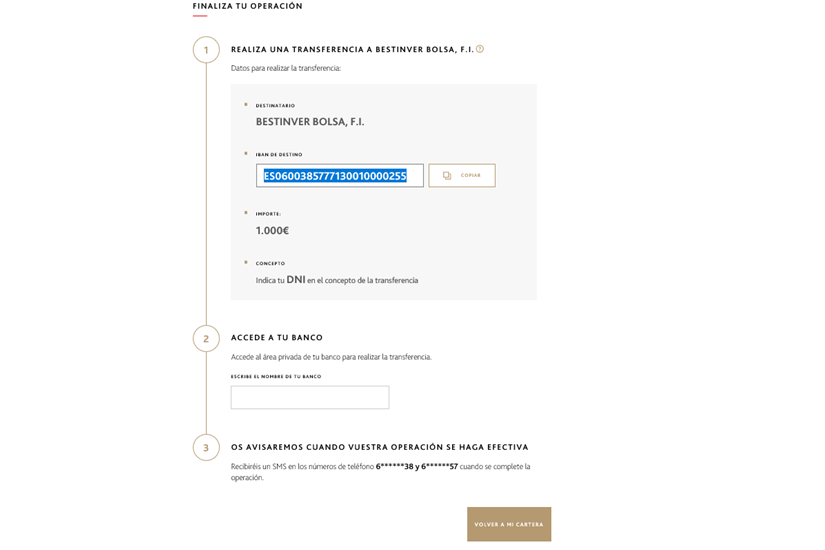 FINALIZA TU OPERACIÓN
1
REALIZA UNA TRANSFERENCIA A BESTINVER BOLSA, F.I. ?
Datos para realizar la transferencia:
DESTINATARIO
BESTINVER BOLSA, F.I.
IBAN DE DESTINO
ES0600385777130010000255
COPIAR
IMPORTE:
1.000€
CONCEPTO
Indica tu DNI en el concepto de la transferencia
2
ACCEDE A TU BANCO
Accede al área privada de tu banco para realizar la transferencia.
ESCRIBE EL NOMBRE DE TU BANCO
3
OS AVISAREMOS CUANDO VUESTRA OPERACIÓN SE HAGA EFECTIVA
Recibiréis un SMS en los números de teléfono 6******38 y 6******57 cuando se complete la
operación.
VOLVER A MI CARTERA